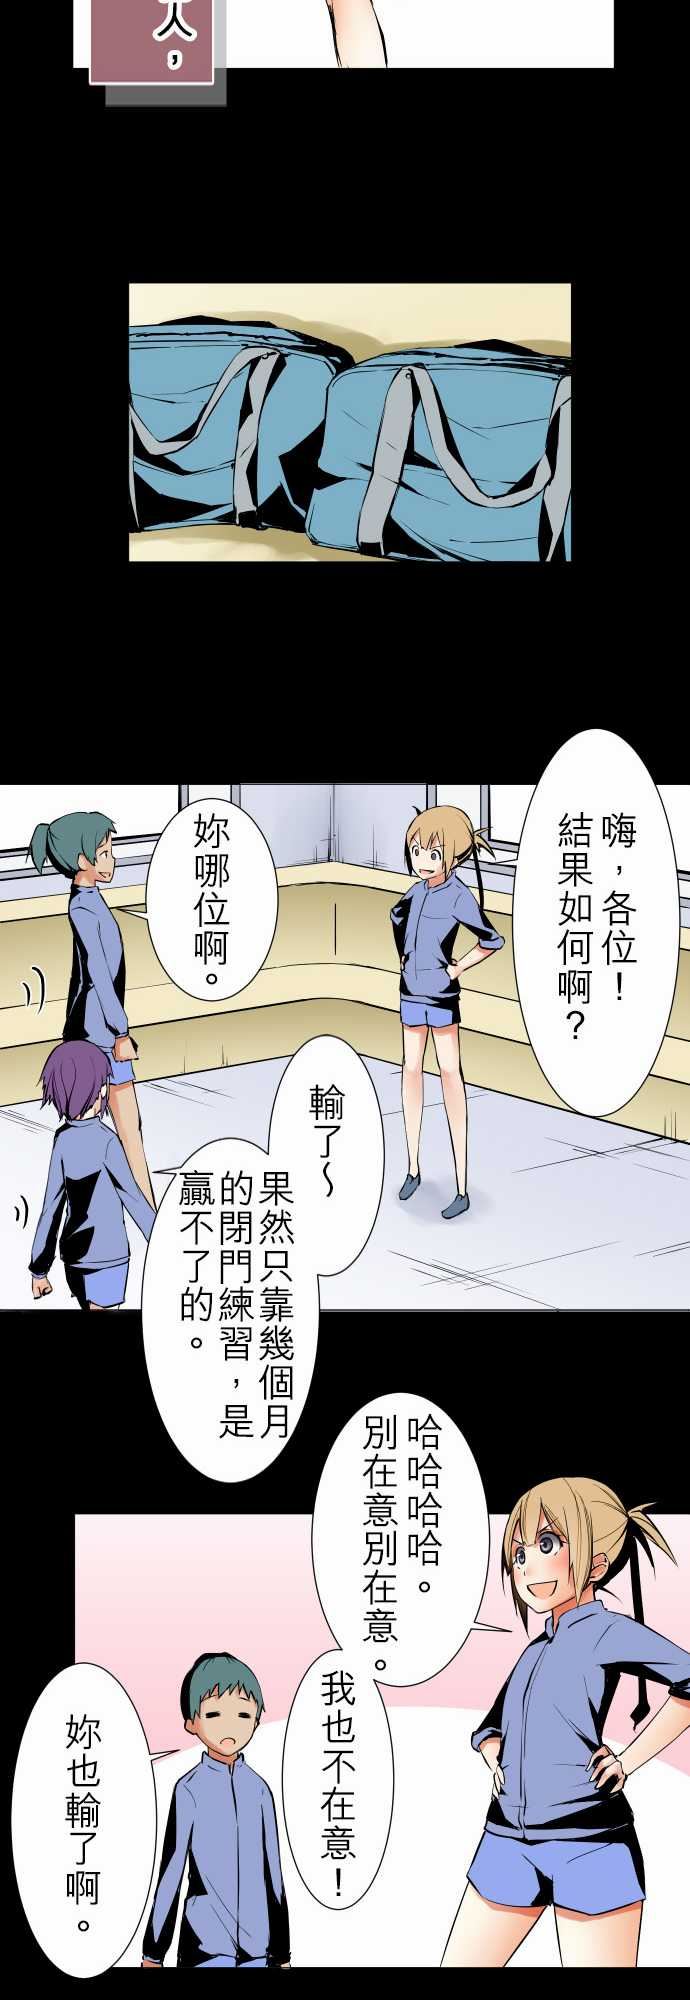 人，
嗨，各位！
結果如何啊？
妳哪位啊。
輸了～
果然只靠幾個月
的閉門練習，是
贏不了的。
哈哈哈哈。
別在意別在意。
我也不在意！
妳也輸了啊。